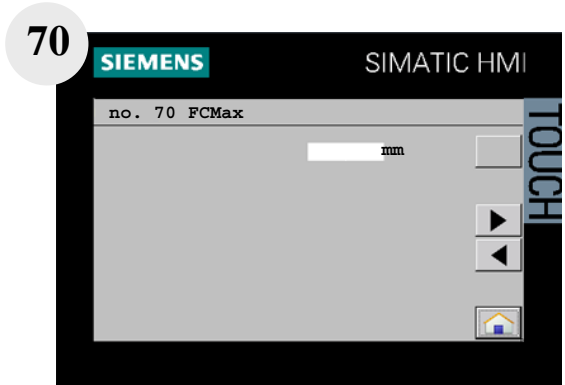 70
SIEMENS
SIMATIC HMI
no. 70 FCMax
mm
TOUCH